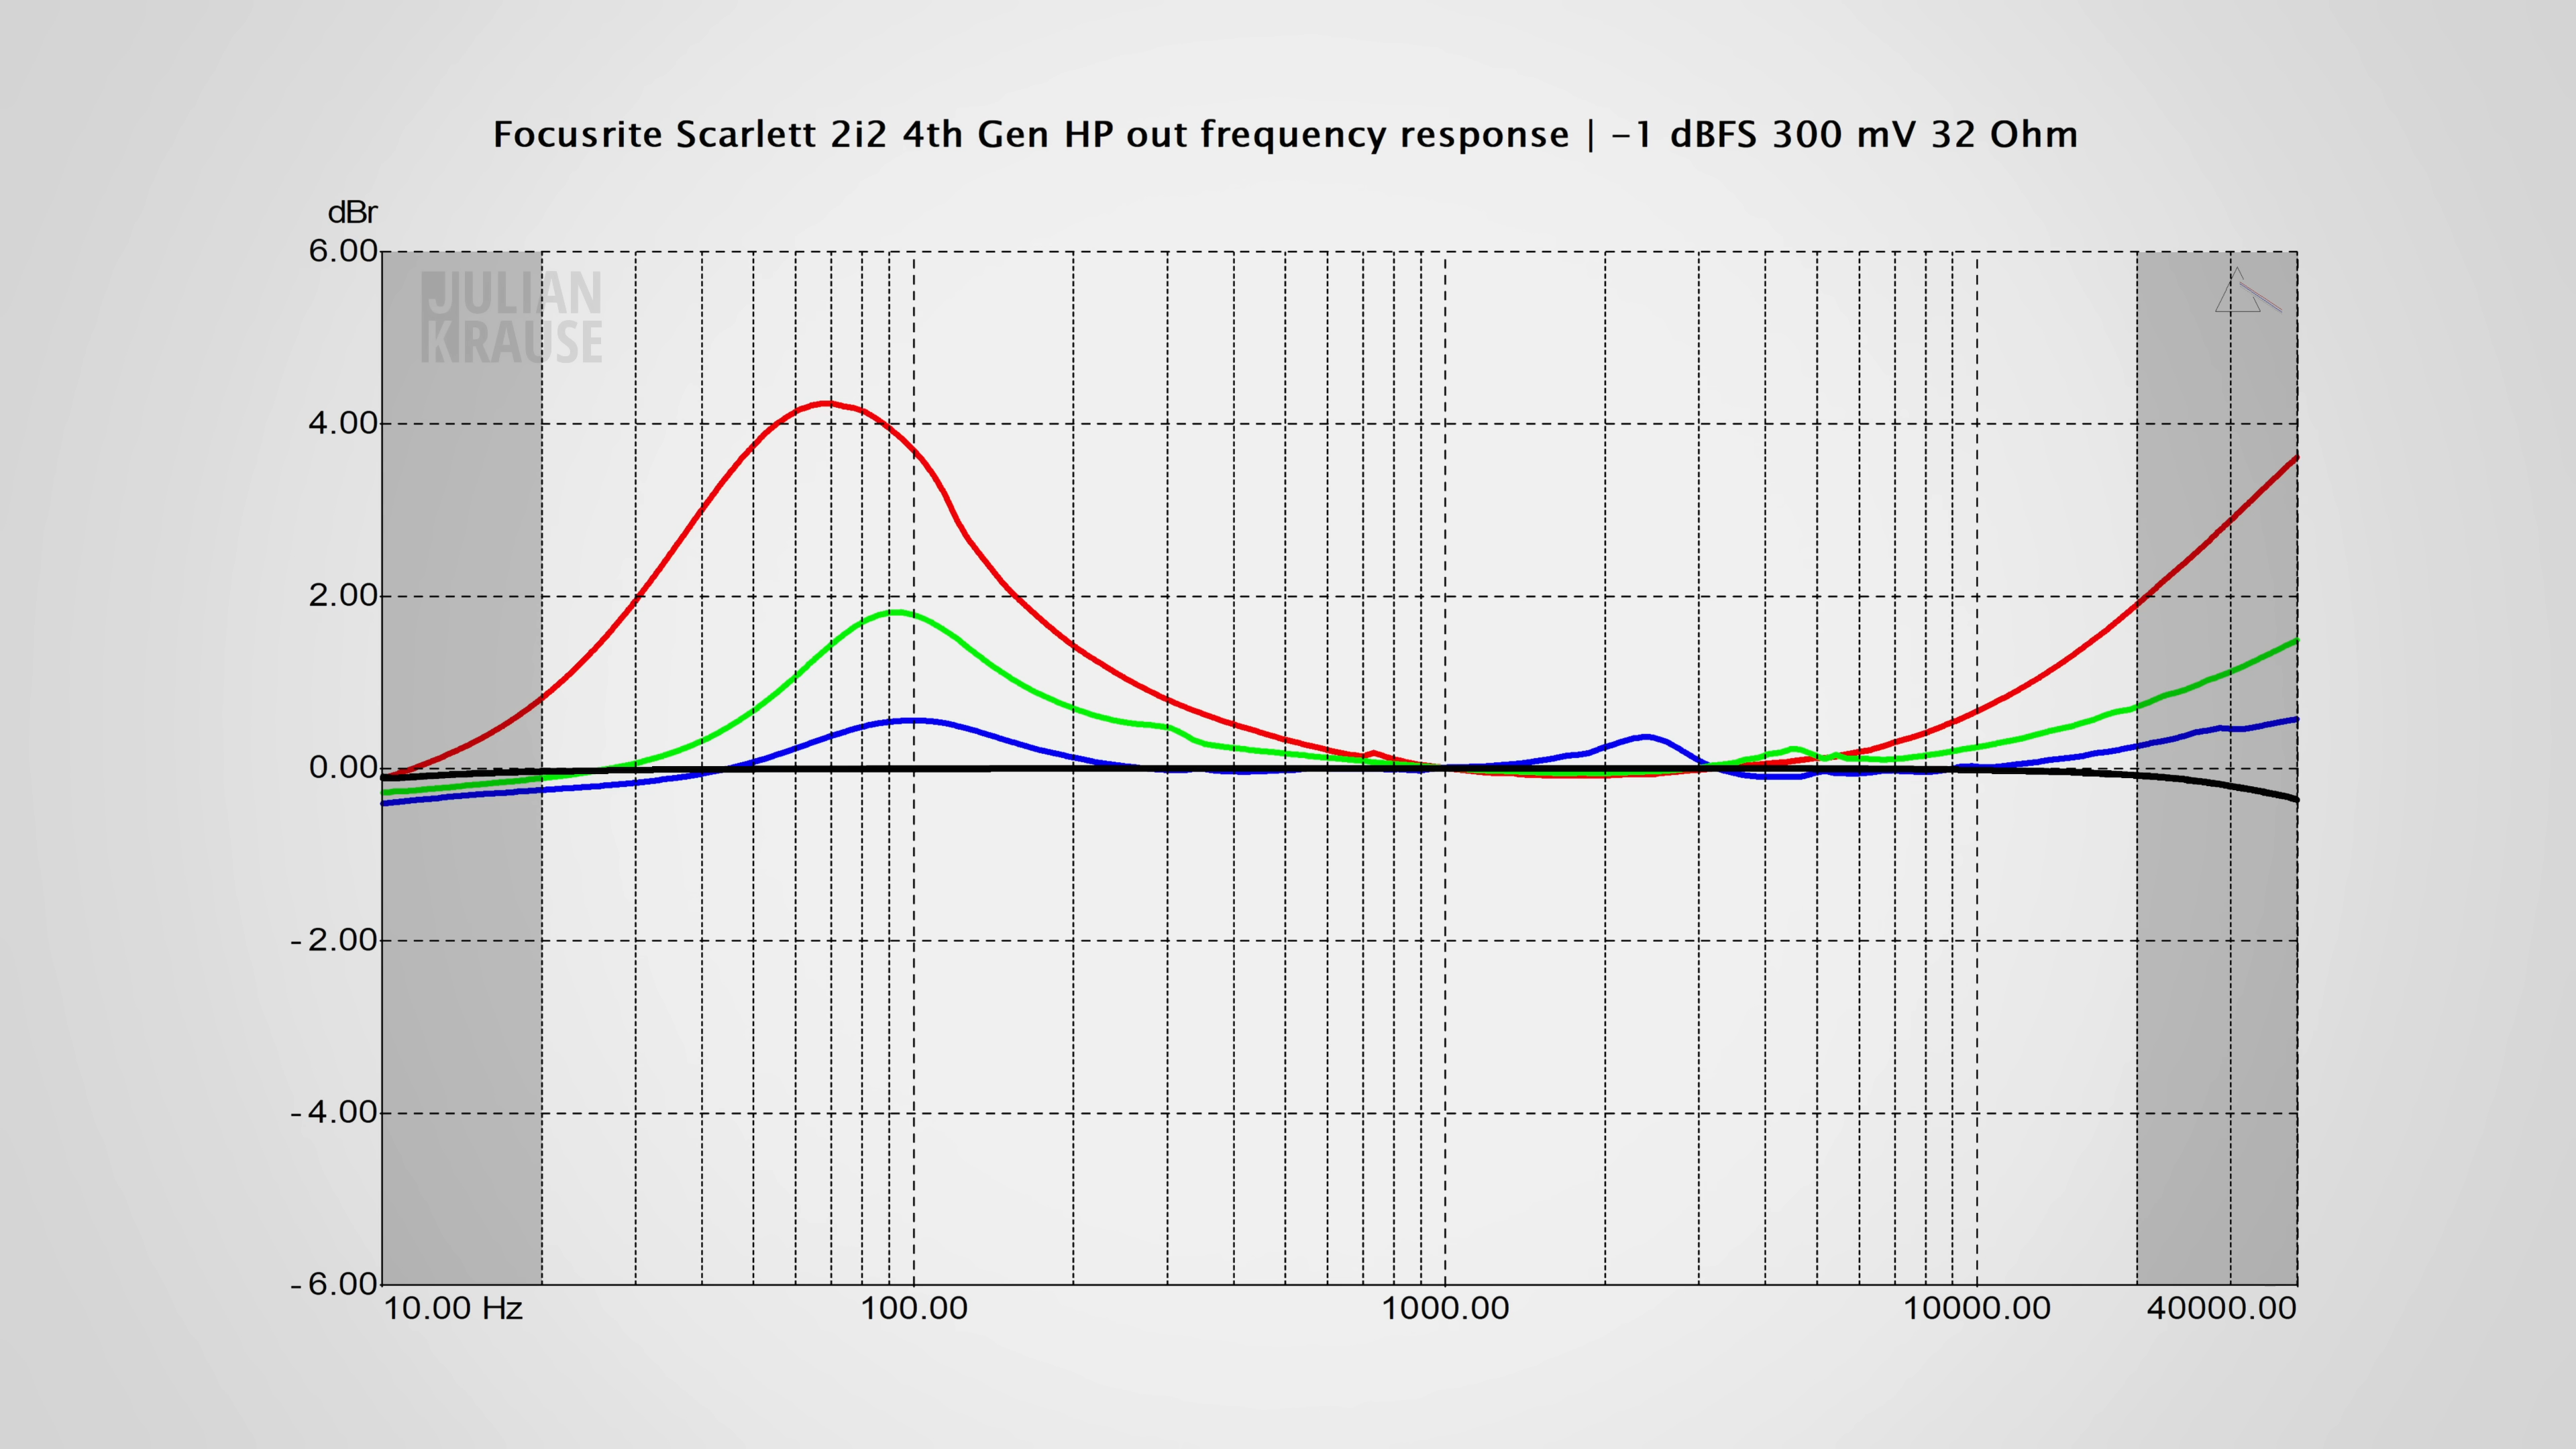 Focusrite Scarlett 2i2 4th Gen HP out frequency response | -1 dBFS 300 mV 32 Ohm
dBr
6.00
JULIAN
KRAUSE
4.00
2.00
0.00
-2.00
-4.00
-6.00
10.00 Hz 100.00 1000.00 10000.00 40000.00